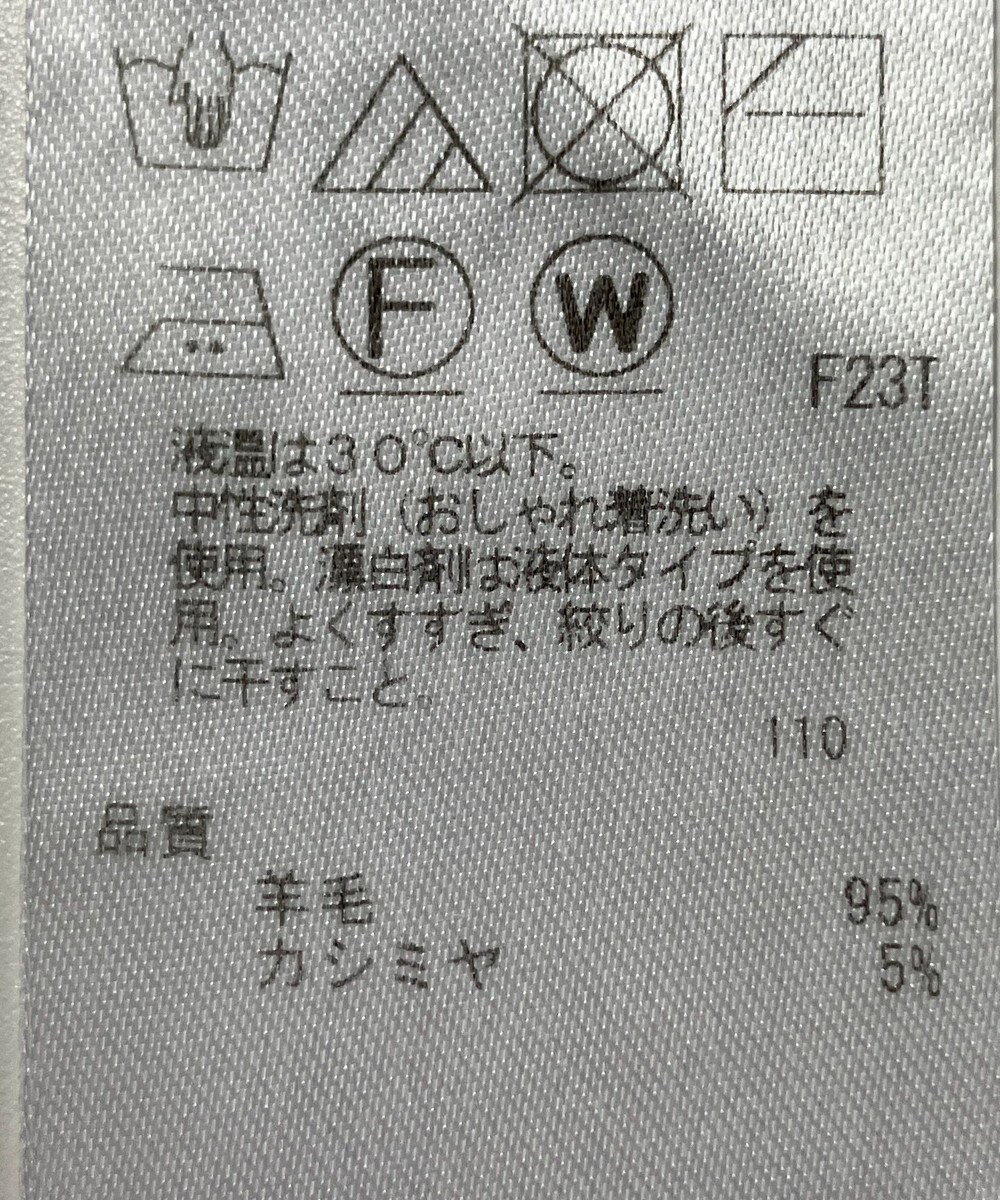 F
W
F23T
液温は30℃以下。
中性洗剤(おしゃれ着洗い)を
使用。漂白剤は液体タイプを使
用。よくすすぎ、絞りの後すぐ
に干すこと。
110
品質
羊毛 95%
カシミヤ 5%